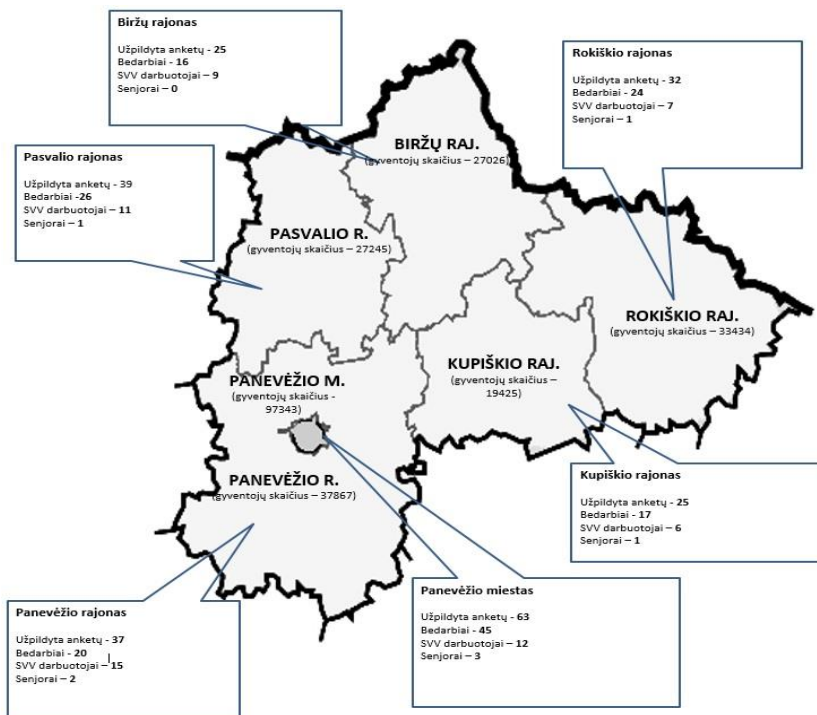 Biržų rajonas
Užpildyta anketų - 25
Bedarbiai - 16
SVV darbuotojai – 9
Senjorai – 0
Rokiškio rajonas
Užpildyta anketų - 32
Bedarbiai - 24
SVV darbuotojai – 7
Senjorai – 1
Pasvalio rajonas
Užpildyta anketų - 39
Bedarbiai -26
SVV darbuotojai – 11
Senjorai – 1
BIRŽŲ RAJ.
(gyventojų skaičius – 27026)
PASVALIO R.
(gyventojų skaičius – 27245)
ROKIŠKIO RAJ.
(gyventojų skaičius – 33434)
KUPIŠKIO RAJ.
(gyventojų skaičius –
19425)
PANEVĖŽIO M.
(gyventojų skaičius -
97343)
PANEVĖŽIO R.
(gyventojų skaičius – 37867)
Kupiškio rajonas
Užpildyta anketų - 25
Bedarbiai - 17
SVV darbuotojai – 6
Senjorai – 1
Panevėžio miestas
Užpildyta anketų - 63
Bedarbiai - 45
SVV darbuotojai – 12
Senjorai – 3
Panevėžio rajonas
Užpildyta anketų - 37
Bedarbiai - 20
SVV darbuotojai – 15
Senjorai – 2